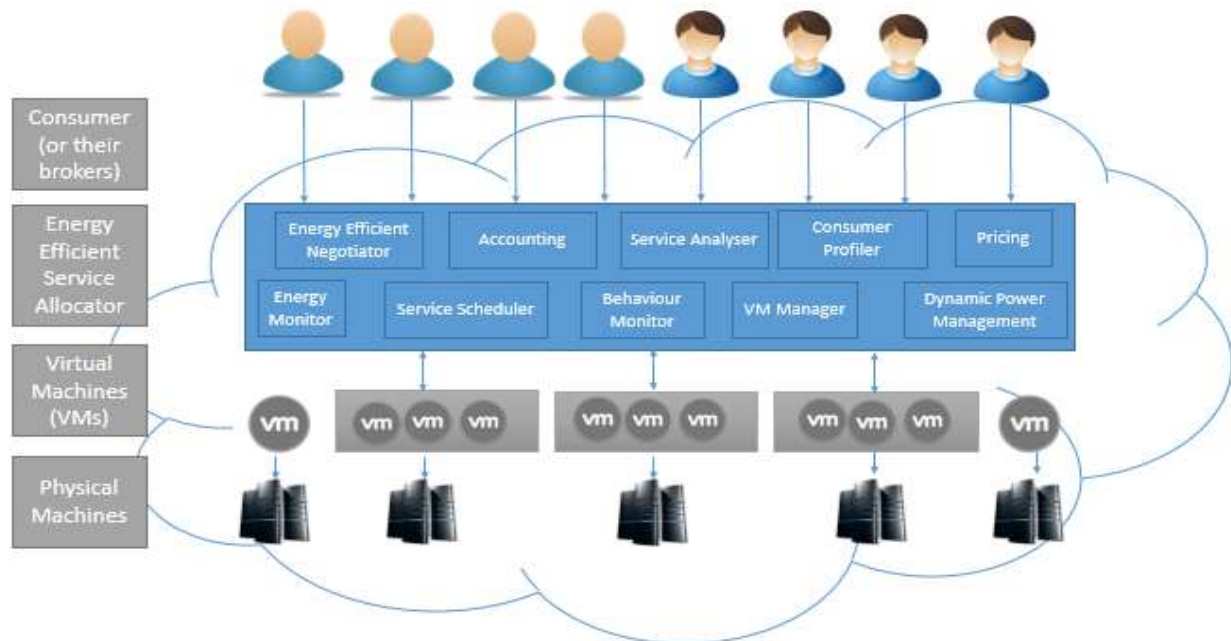 Consumer
(or their
brokers)
Energy
Efficient
Service
Allocator
Virtual
Machines
(VMs)
Physical
Machines
Energy Efficient
Negotiator
Accounting
Service Analyser
Consumer
Profiler
Pricing
Energy
Monitor
Service Scheduler
Behaviour
Monitor
VM Manager
Dynamic Power
Management
vm
vm vm vm
vm vm vm
vm vm vm
vm